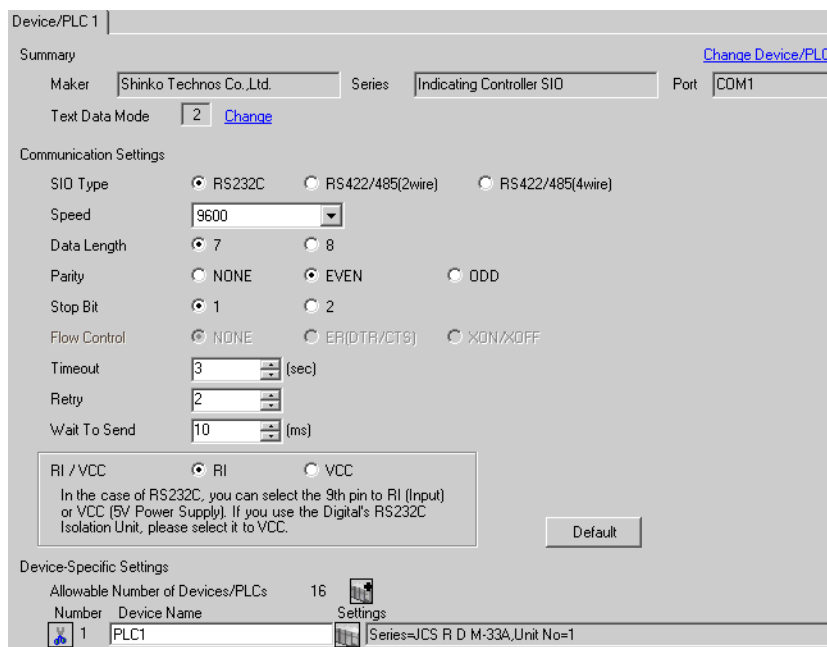 Device/PLC 1
Summary
Change Device/PLC
Maker Shinko Technos Co.,Ltd. Series Indicating Controller SIO Port COM1
Text Data Mode 2 Change
Communication Settings
SIO Type RS232C RS422/485(2wire) RS422/485(4wire)
Speed 9600
Data Length 7 8
Parity NONE EVEN ODD
Stop Bit 1 2
Flow Control NONE ER(DTR/CTS) XON/XOFF
Timeout 3 (sec)
Retry 2
Wait To Send 10 (ms)
RI / VCC RI VCC
In the case of RS232C, you can select the 9th pin to RI (Input)
or VCC (5V Power Supply). If you use the Digital's RS232C
Isolation Unit, please select it to VCC.
Default
Device-Specific Settings
Allowable Number of Devices/PLCs 16
Number Device Name Settings
1 PLC1 Series=JCS R D M-33A,Unit No=1